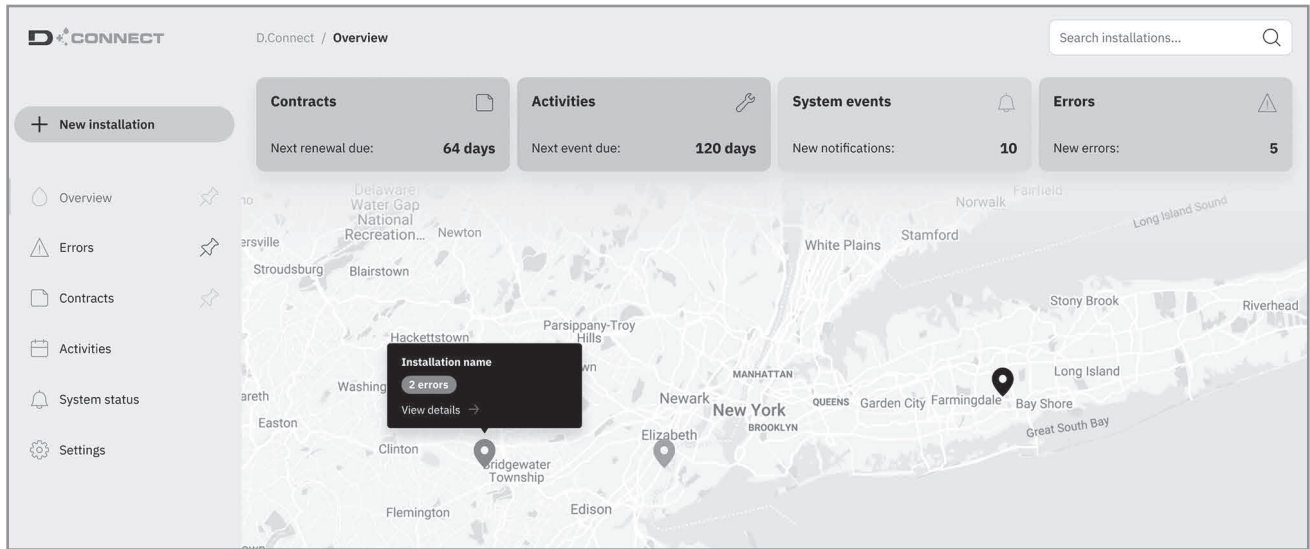 D CONNECT
D.Connect / Overview
Search installations...
New installation
Overview
Errors
Contracts
Activities
System status
Settings
Contracts
Next renewal due: 64 days
Activities
Next event due: 120 days
System events
New notifications: 10
Errors
New errors: 5
Delaware
Water Gap
National
Recreation...
Newton
ersville
Stroudsburg
Blairstown
Fairfield
Norwalk
Long Island Sound
Stamford
White Plains
Stony Brook
Riverhead
Parsippany-Troy
Hills
Hackettstown
wn
Installation name
2 errors
View details
Washing
areth
Easton
MANHATTAN
Newark
New York
QUEENS
BROOKLYN
Garden City
Farmingdale
Long Island
Bay Shore
Great South Bay
Elizabeth
Clinton
Bridgewater
Township
Flemington
Edison